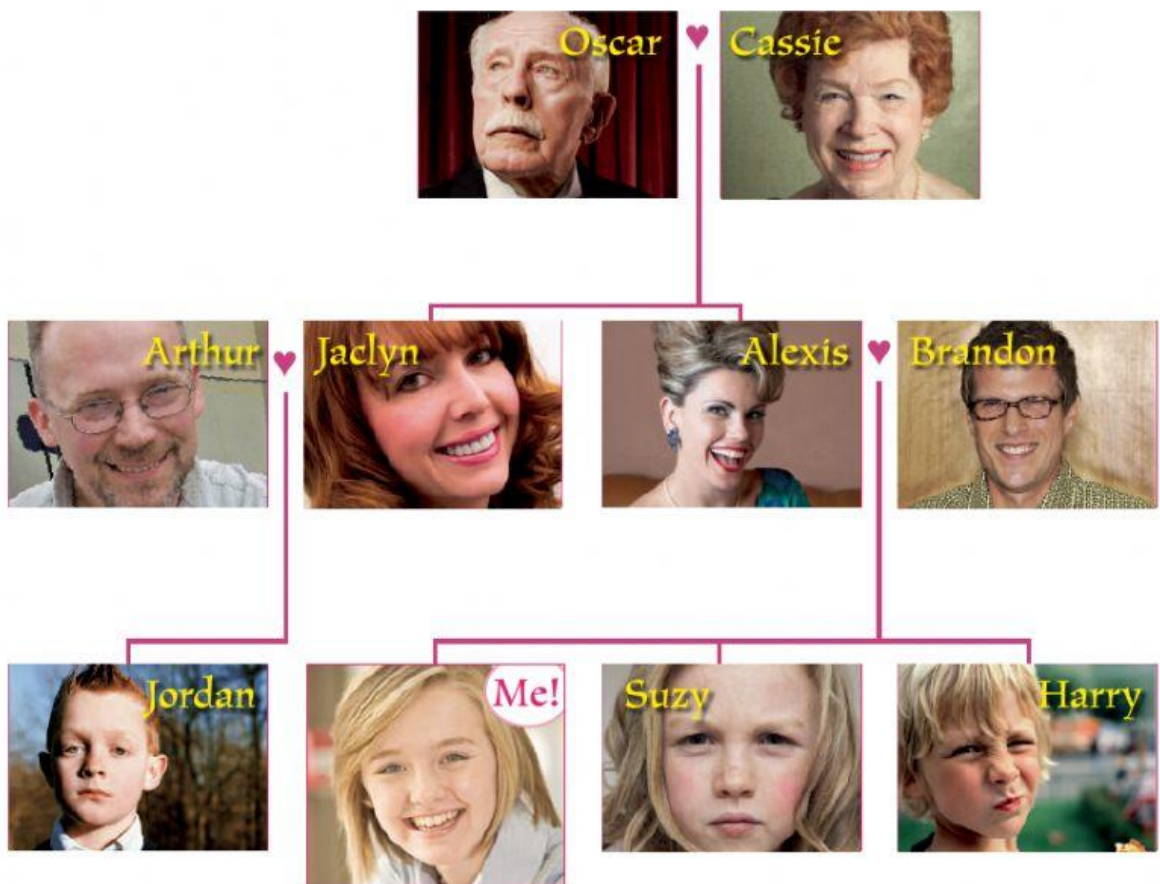 Oscar
Cassie
Arthur
Jaclyn
Alexis
Brandon
Jordan
Me!
Suzy
Harry